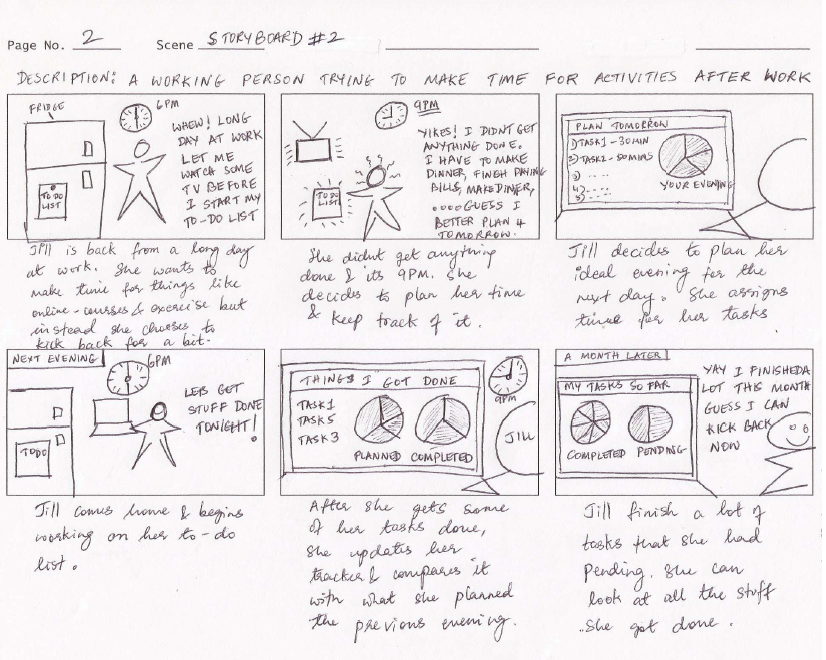 Page No. 2 Scene STORYBOARD #2
DESCRIPTION: A WORKING PERSON TRYING TO MAKE TIME FOR ACTIVITIES AFTER WORK
FRIDGE
6PM
TO DO
LIST
WHEW! LONG
DAY AT WORK
LET ME
WATCH SOME
TV BEFORE
I START MY
TO-DO LIST
Jill is back from a long day
at work. She wants to
make time for things like
online-courses & exercise but
instead she chooses to
kick back for a bit.
9PM
TO DO
LIST
YIKES! I DIDNT GET
ANYTHING DONE.
I HAVE TO MAKE
DINNER, FINISH PAYING
BILLS, MAKE DINER,
....GUESS I
BETTER PLAN 4
TOMORROW.
She didnt get anything
done & its 9PM. She
decides to plan her time
& keep track of it.
PLAN TOMORROW
1) TASK1 - 30 MIN
2) TASK2 - 50 MINS
3) ....
4) .....
5) ....
YOUR EVENING
Jill decides to plan her
ideal evening for the
next day. She assigns
time for her tasks
NEXT EVENING
6PM
TODO
LEts GET
STUFF DONE
TONIGHT!
Jill comes home & begins
working on her to-do
list.
THINGS I GOT DONE
TASK1
TASK5
TASK3
PLANNED COMPLETED
9PM
JILL
After she gets some
of her tasks done,
she updates her
tracker & compares it
with what she planned
the previous evening.
A MONTH LATER
MY TASKS SO FAR
COMPLETED PENDING
YAY I FINISHED A
LOT THIS MONTH
GUESS I CAN
KICK BACK
NOW
Jill finish a lot of
tasks that she had
pending. She can
look at all the stuff
she got done.